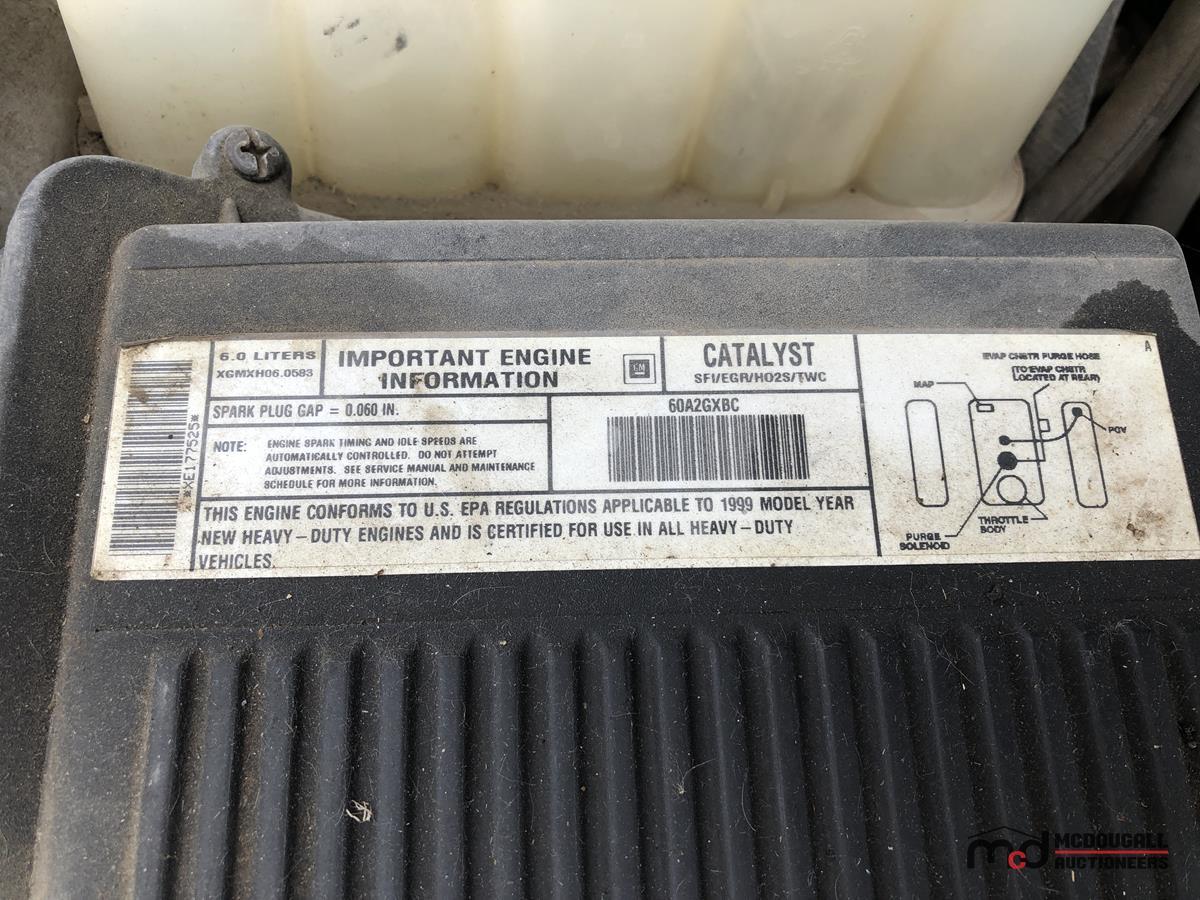 *XE177525*
6.0 LITERS
XGMXH06.0583
IMPORTANT ENGINE
INFORMATION
GM
CATALYST
SFI/EGR/HO2S/TWC
SPARK PLUG GAP = 0.060 IN.
NOTE: ENGINE SPARK TIMING AND IDLE SPEEDS ARE
AUTOMATICALLY CONTROLLED. DO NOT ATTEMPT
ADJUSTMENTS. SEE SERVICE MANUAL AND MAINTENANCE
SCHEDULE FOR MORE INFORMATION.
60A2GXBC
THIS ENGINE CONFORMS TO U.S. EPA REGULATIONS APPLICABLE TO 1999 MODEL YEAR
NEW HEAVY-DUTY ENGINES AND IS CERTIFIED FOR USE IN ALL HEAVY-DUTY
VEHICLES.
A
EVAP CNSTR PURGE HOSE
(TO EVAP CNSTR
LOCATED AT REAR)
MAP
PCV
THROTTLE
BODY
PURGE
SOLENOID
mcd MCDOUGALL
AUCTIONEERS